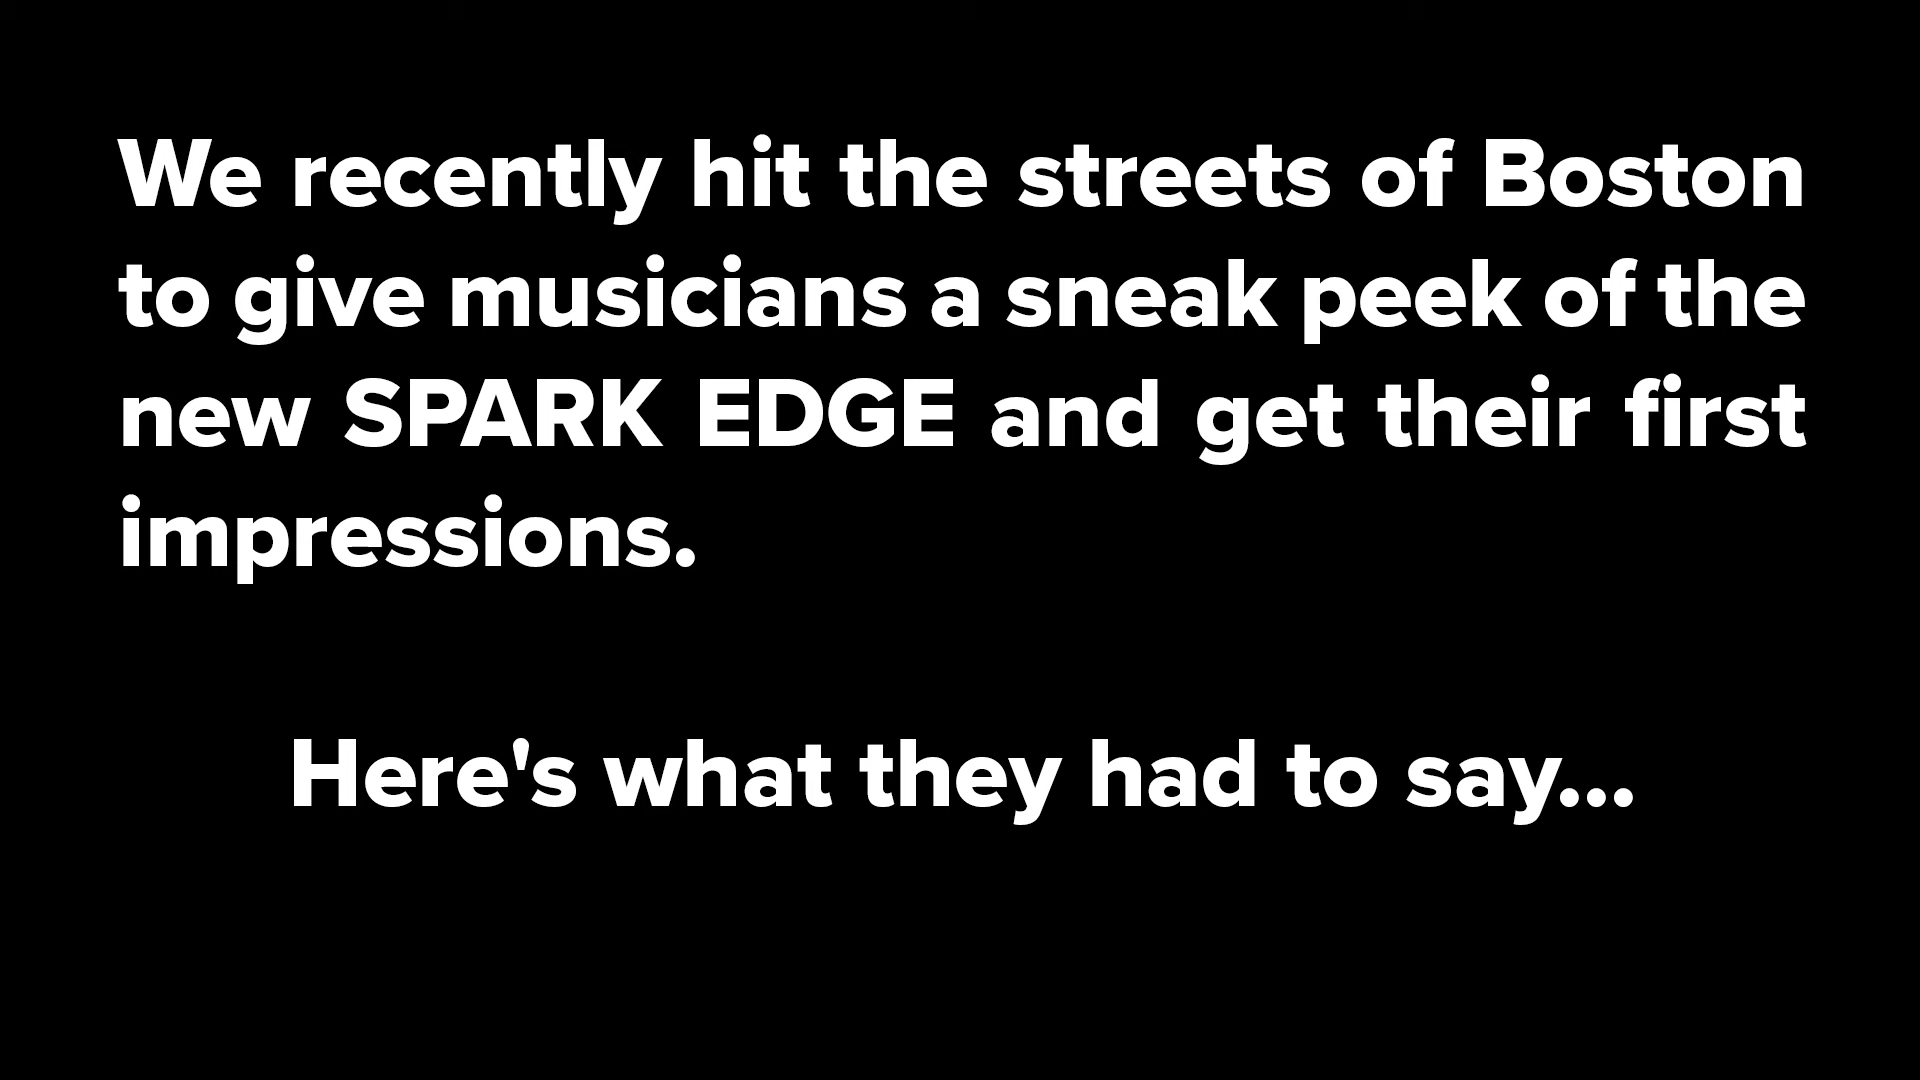 We recently hit the streets of Boston
to give musicians a sneak peek of the
new SPARK EDGE and get their first
impressions.
Here's what they had to say...